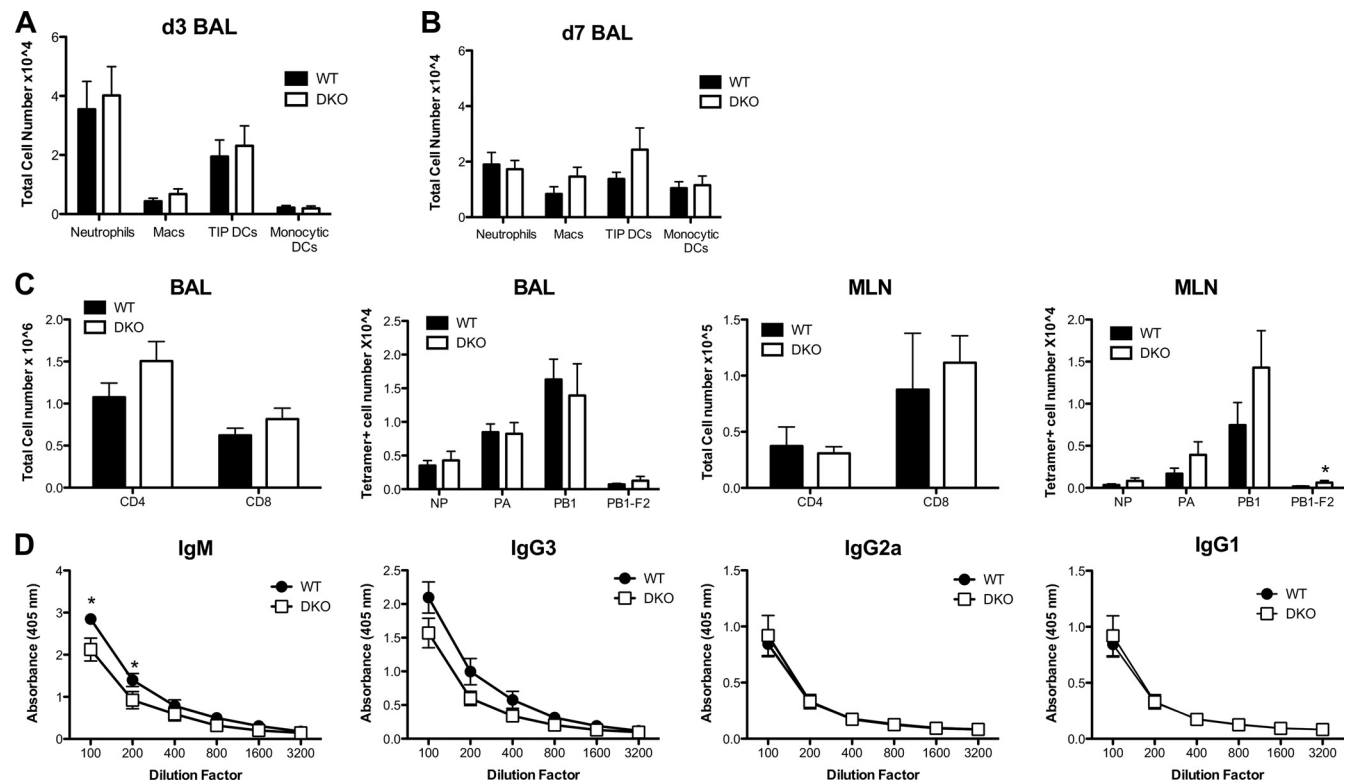 A
d3 BAL
Total Cell Number x10^4
6
4
2
0
WT
DKO
Neutrophils
Macs
TIP DCs
Monocytic
DCs
B
d7 BAL
Total Cell Number x10^4
6
4
2
0
WT
DKO
Neutrophils
Macs
TIP DCs
Monocytic
DCs
C
BAL
Total Cell Number x 10^6
2.0
1.5
1.0
0.5
0.0
WT
DKO
CD4
CD8
BAL
Tetramer+ cell number X10^4
2.5
2.0
1.5
1.0
0.5
0.0
WT
DKO
NP
PA
PB1
PB1-F2
MLN
Total Cell number X10^5
1.5
1.0
0.5
0.0
WT
DKO
CD4
CD8
MLN
Tetramer+ cell number X10^4
2.0
1.5
1.0
0.5
0.0
WT
DKO
*
NP
PA
PB1
PB1-F2
D
IgM
Absorbance (405 nm)
4
3
2
1
0
*
*
WT
DKO
100 200 400 800 1600 3200
Dilution Factor
IgG3
Absorbance (405 nm)
2.5
2.0
1.5
1.0
0.5
0.0
WT
DKO
100 200 400 800 1600 3200
Dilution Factor
IgG2a
Absorbance (405 nm)
1.5
1.0
0.5
0.0
WT
DKO
100 200 400 800 1600 3200
Dilution Factor
IgG1
Absorbance (405 nm)
1.5
1.0
0.5
0.0
WT
DKO
100 200 400 800 1600 3200
Dilution Factor